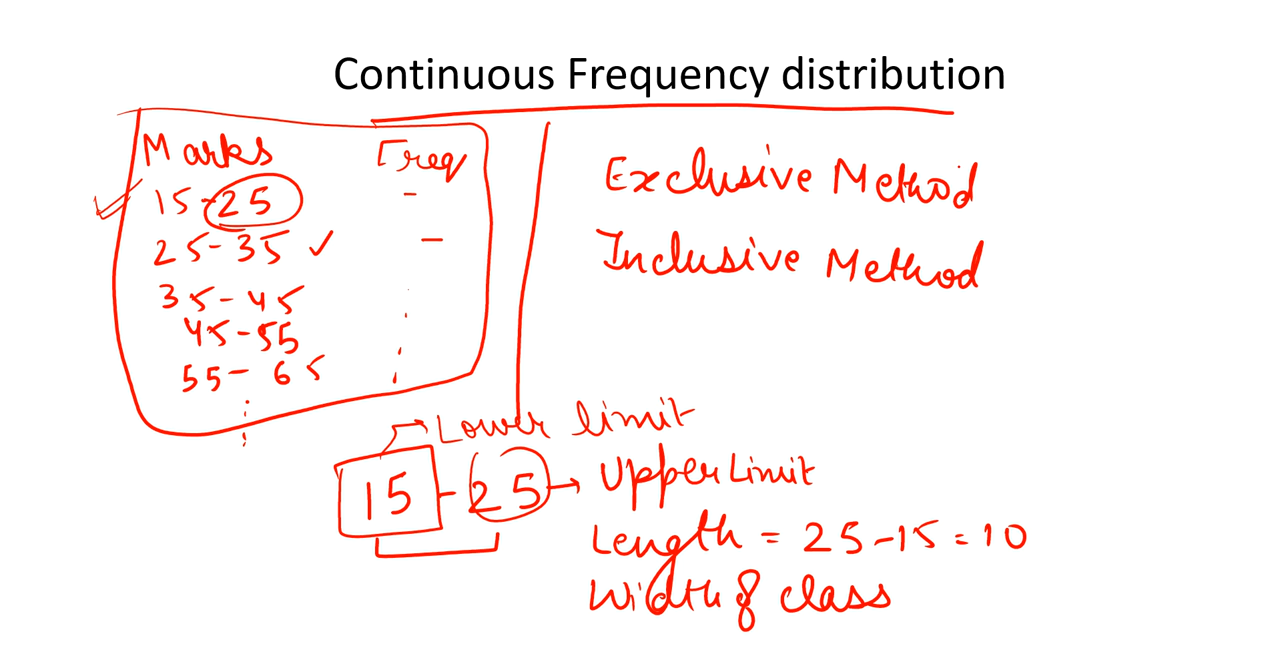 Continuous Frequency distribution
Marks Freq
15-25 -
25-35 ✓ -
35-45
45-55
55-65
Exclusive Method
Inclusive Method
Lower limit
15-25 → Upper Limit
Length = 25-15=10
Width of class